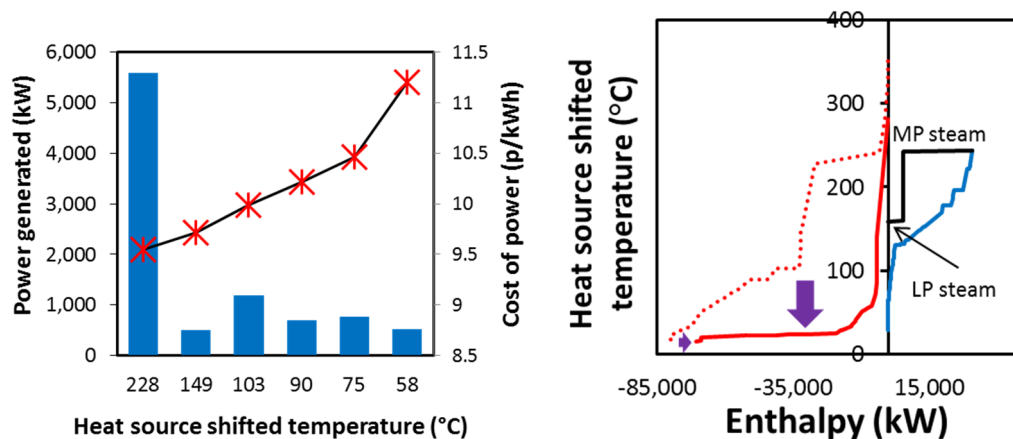 Power generated (kW)
6,000
5,000
4,000
3,000
2,000
1,000
0
11.5
11
10.5
10
9.5
9
8.5
Cost of power (p/kWh)
228 149 103 90 75 58
Heat source shifted temperature (°C)
Heat source shifted
temperature (°C)
400
300
200
100
0
MP steam
LP steam
-85,000 -35,000 15,000
Enthalpy (kW)